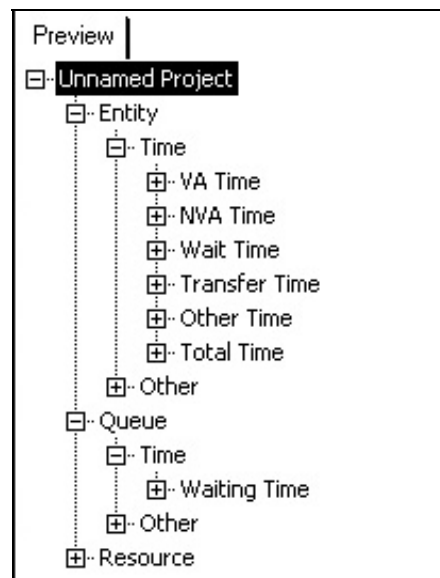 Preview
Unnamed Project
Entity
Time
VA Time
NVA Time
Wait Time
Transfer Time
Other Time
Total Time
Other
Queue
Time
Waiting Time
Other
Resource